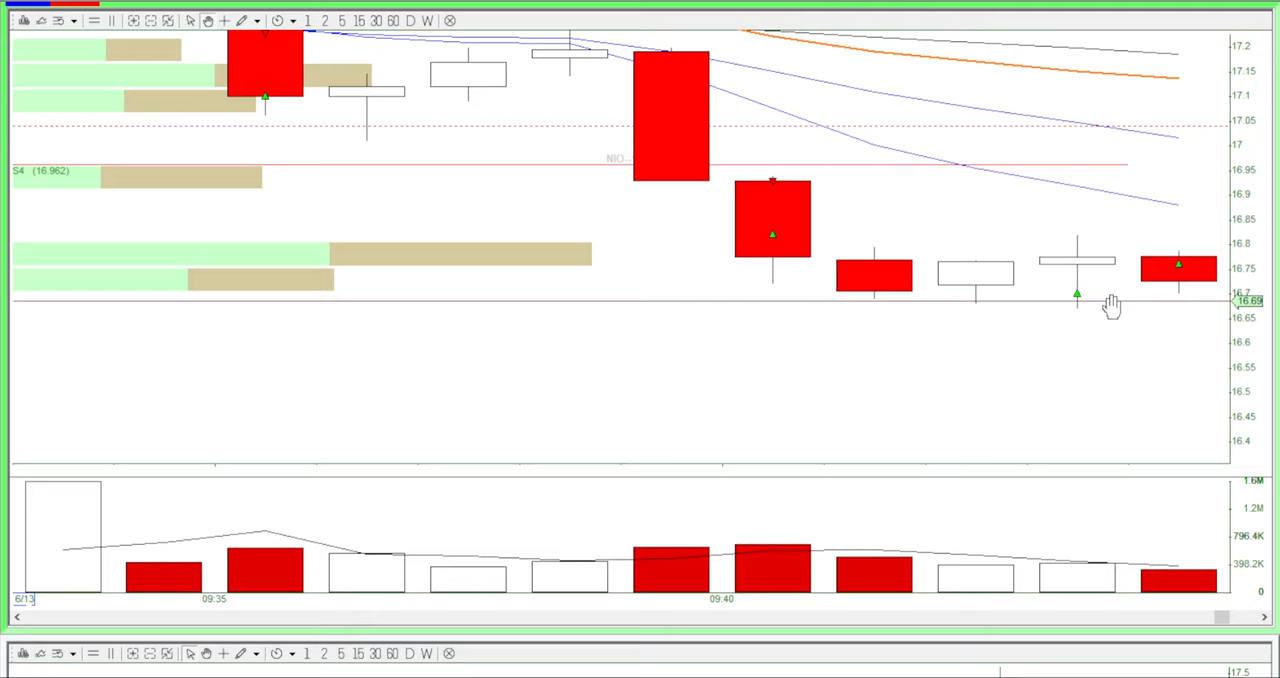 1 2 5 15 30 60 D W
17.2
17.15
17.1
17.05
17
16.95
16.9
16.85
16.8
16.75
16.7
16.69
16.65
16.6
16.55
16.5
16.45
16.4
NIO
S4 (16.962)
1.6M
1.2M
796.4K
398.2K
0
6/13
09:35
09:40
1 2 5 15 30 60 D W
17.5